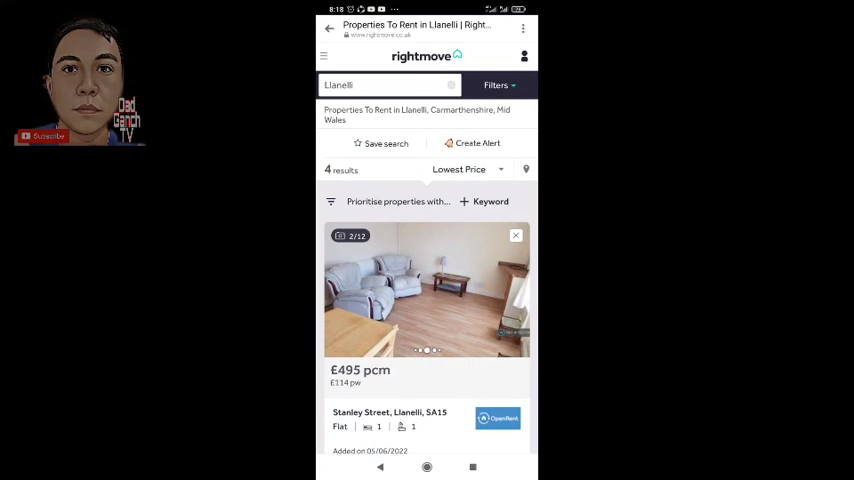 8:18
Properties To Rent in Llanelli | Right...
www.rightmove.co.uk
rightmove
Llanelli
Filters
Properties To Rent in Llanelli, Carmarthenshire, Mid
Wales
Save search
Create Alert
4 results
Lowest Price
Prioritise properties with...
+ Keyword
2/12
£495 pcm
£114 pw
Stanley Street, Llanelli, SA15
OpenRent
Flat | 1 | 1
Added on 05/06/2022
Dad
Ganch
TV
Subscribe